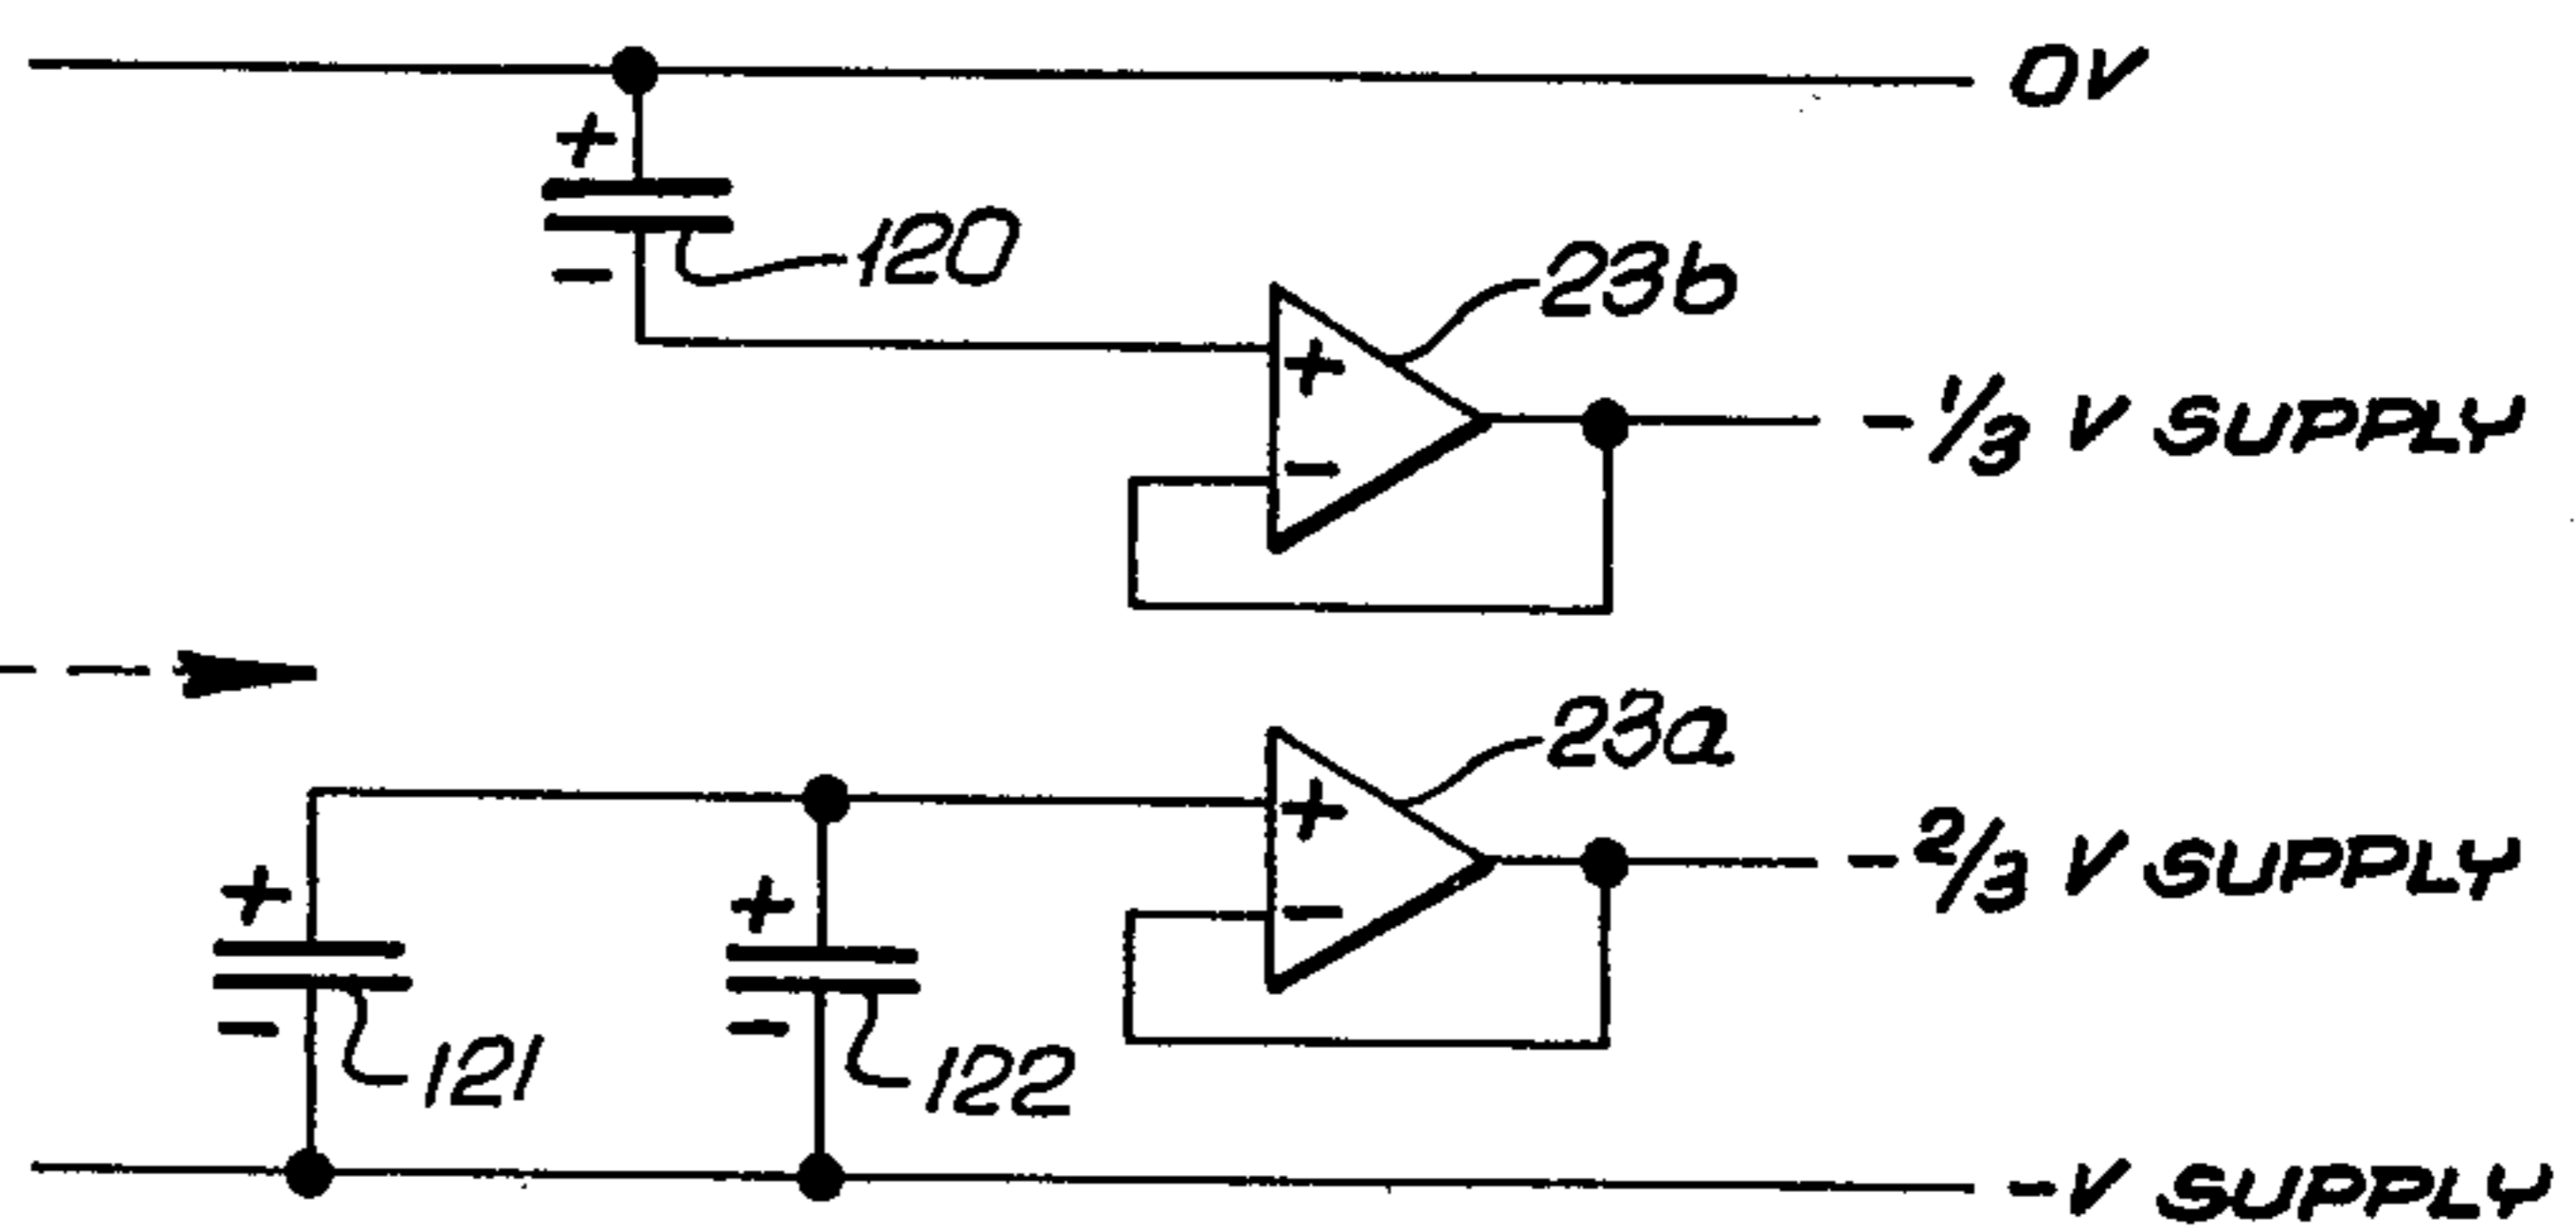 0V
+
120
-
23b
+
- 1/3 V SUPPLY
-
23a
+
- 2/3 V SUPPLY
+
+
-
-
-
121
122
-V SUPPLY